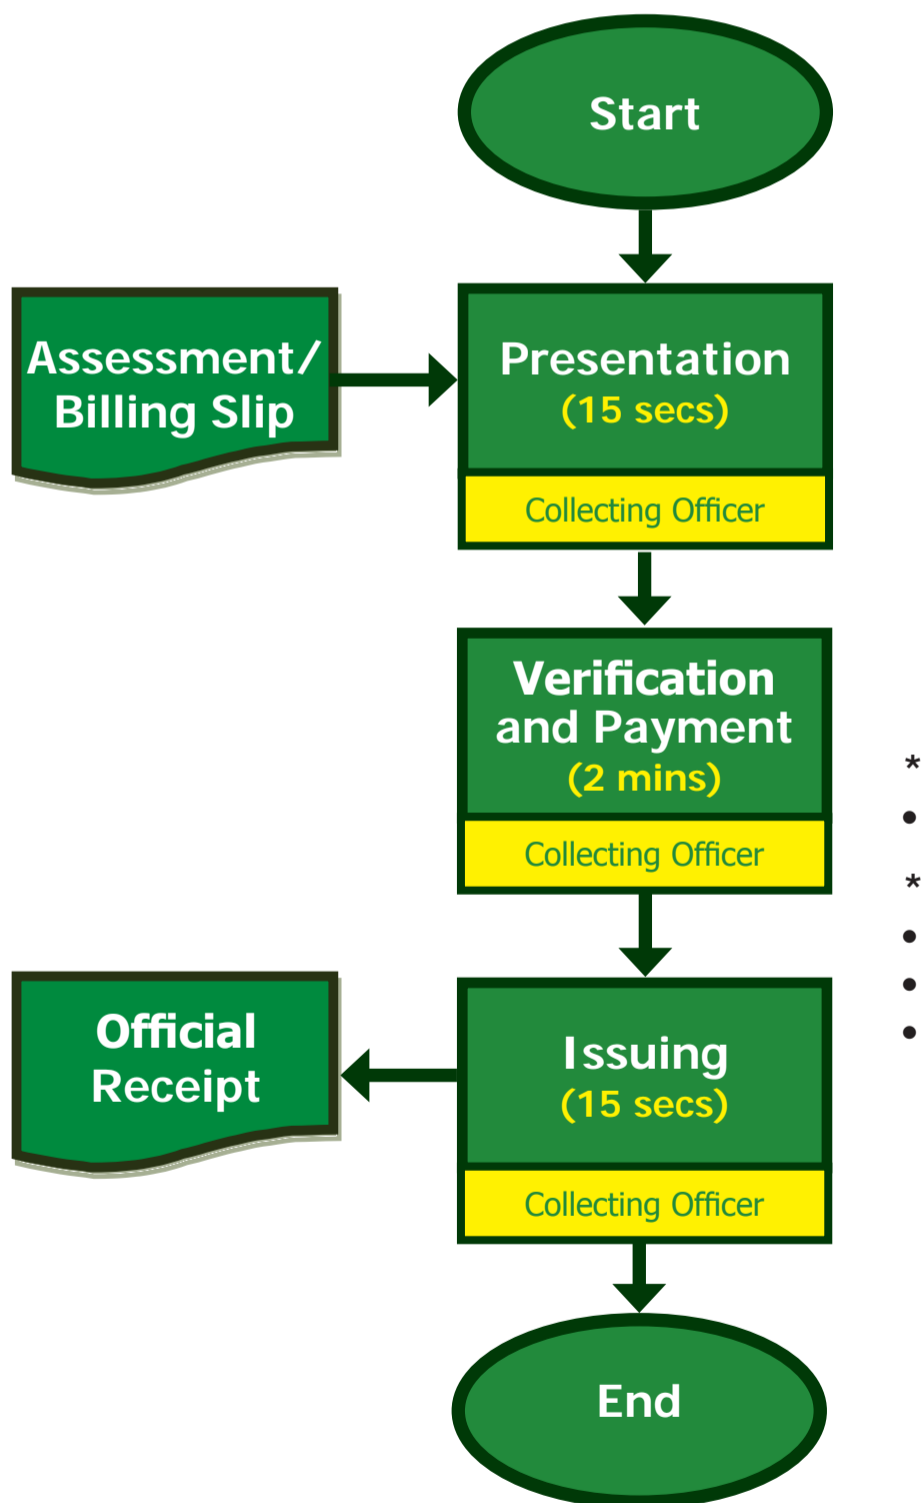 Start
Assessment/
Billing Slip
Presentation
(15 secs)
Collecting Officer
Verification
and Payment
(2 mins)
Collecting Officer
*
•
*
•
•
•
Official
Receipt
Issuing
(15 secs)
Collecting Officer
End